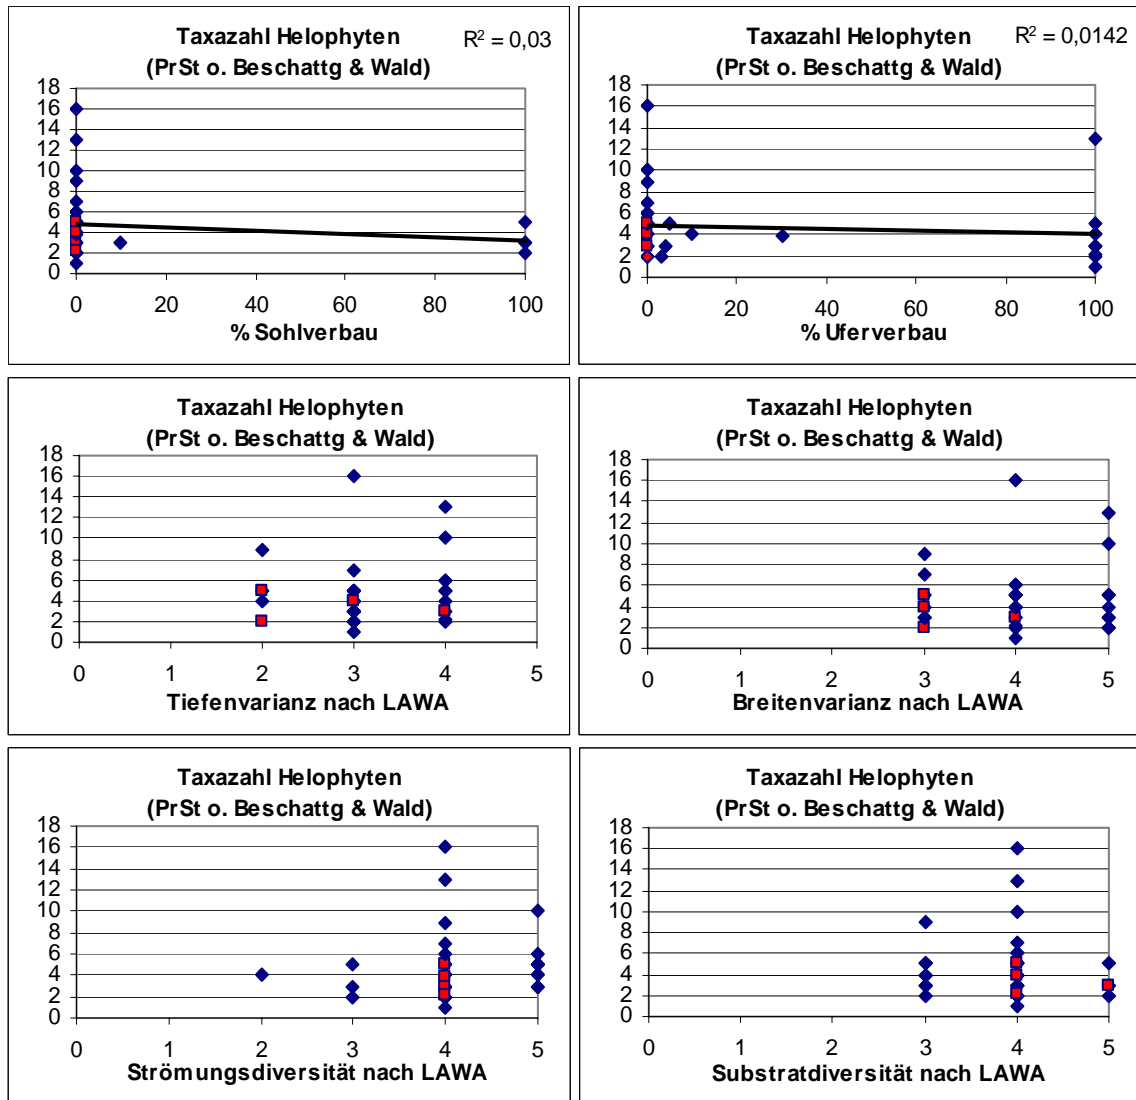 Taxazahl Helophyten
(PrSt o. Beschattg & Wald)
R² = 0,03
18
16
14
12
10
8
6
4
2
0
0 20 40 60 80 100
% Sohlverbau
Taxazahl Helophyten
(PrSt o. Beschattg & Wald)
R² = 0,0142
18
16
14
12
10
8
6
4
2
0
0 20 40 60 80 100
% Uferverbau
Taxazahl Helophyten
(PrSt o. Beschattg & Wald)
18
16
14
12
10
8
6
4
2
0
0 1 2 3 4 5
Tiefenvarianz nach LAWA
Taxazahl Helophyten
(PrSt o. Beschattg & Wald)
18
16
14
12
10
8
6
4
2
0
0 1 2 3 4 5
Breitenvarianz nach LAWA
Taxazahl Helophyten
(PrSt o. Beschattg & Wald)
18
16
14
12
10
8
6
4
2
0
0 1 2 3 4 5
Strömungsdiversität nach LAWA
Taxazahl Helophyten
(PrSt o. Beschattg & Wald)
18
16
14
12
10
8
6
4
2
0
0 1 2 3 4 5
Substratdiversität nach LAWA